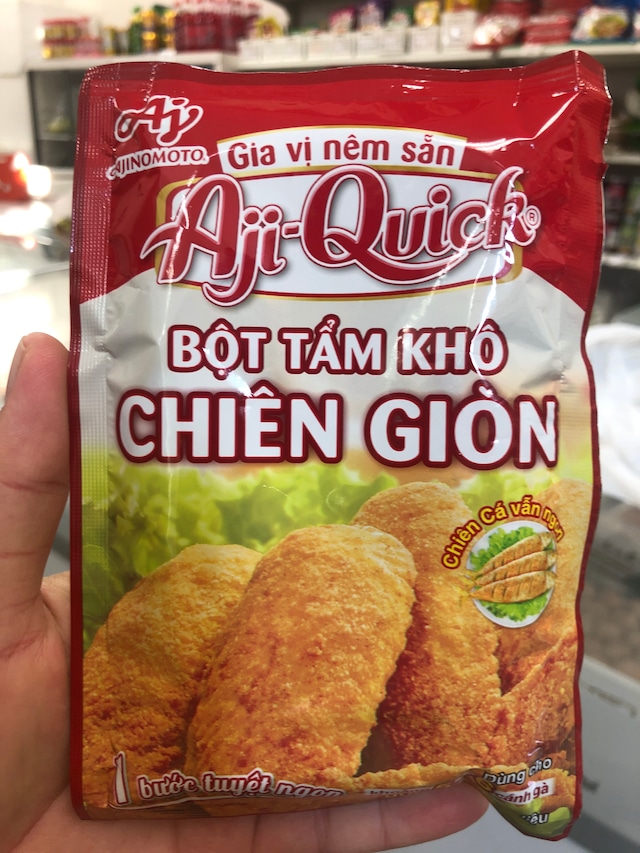 Aj
AJINOMOTO
Gia vị nêm sẵn
Aji-Quick®
BỘT TẨM KHÔ
CHIÊN GIÒN
Chiên Cá vẫn ngon
1 bước tuyệt ngon
Dùng cho
cánh gà